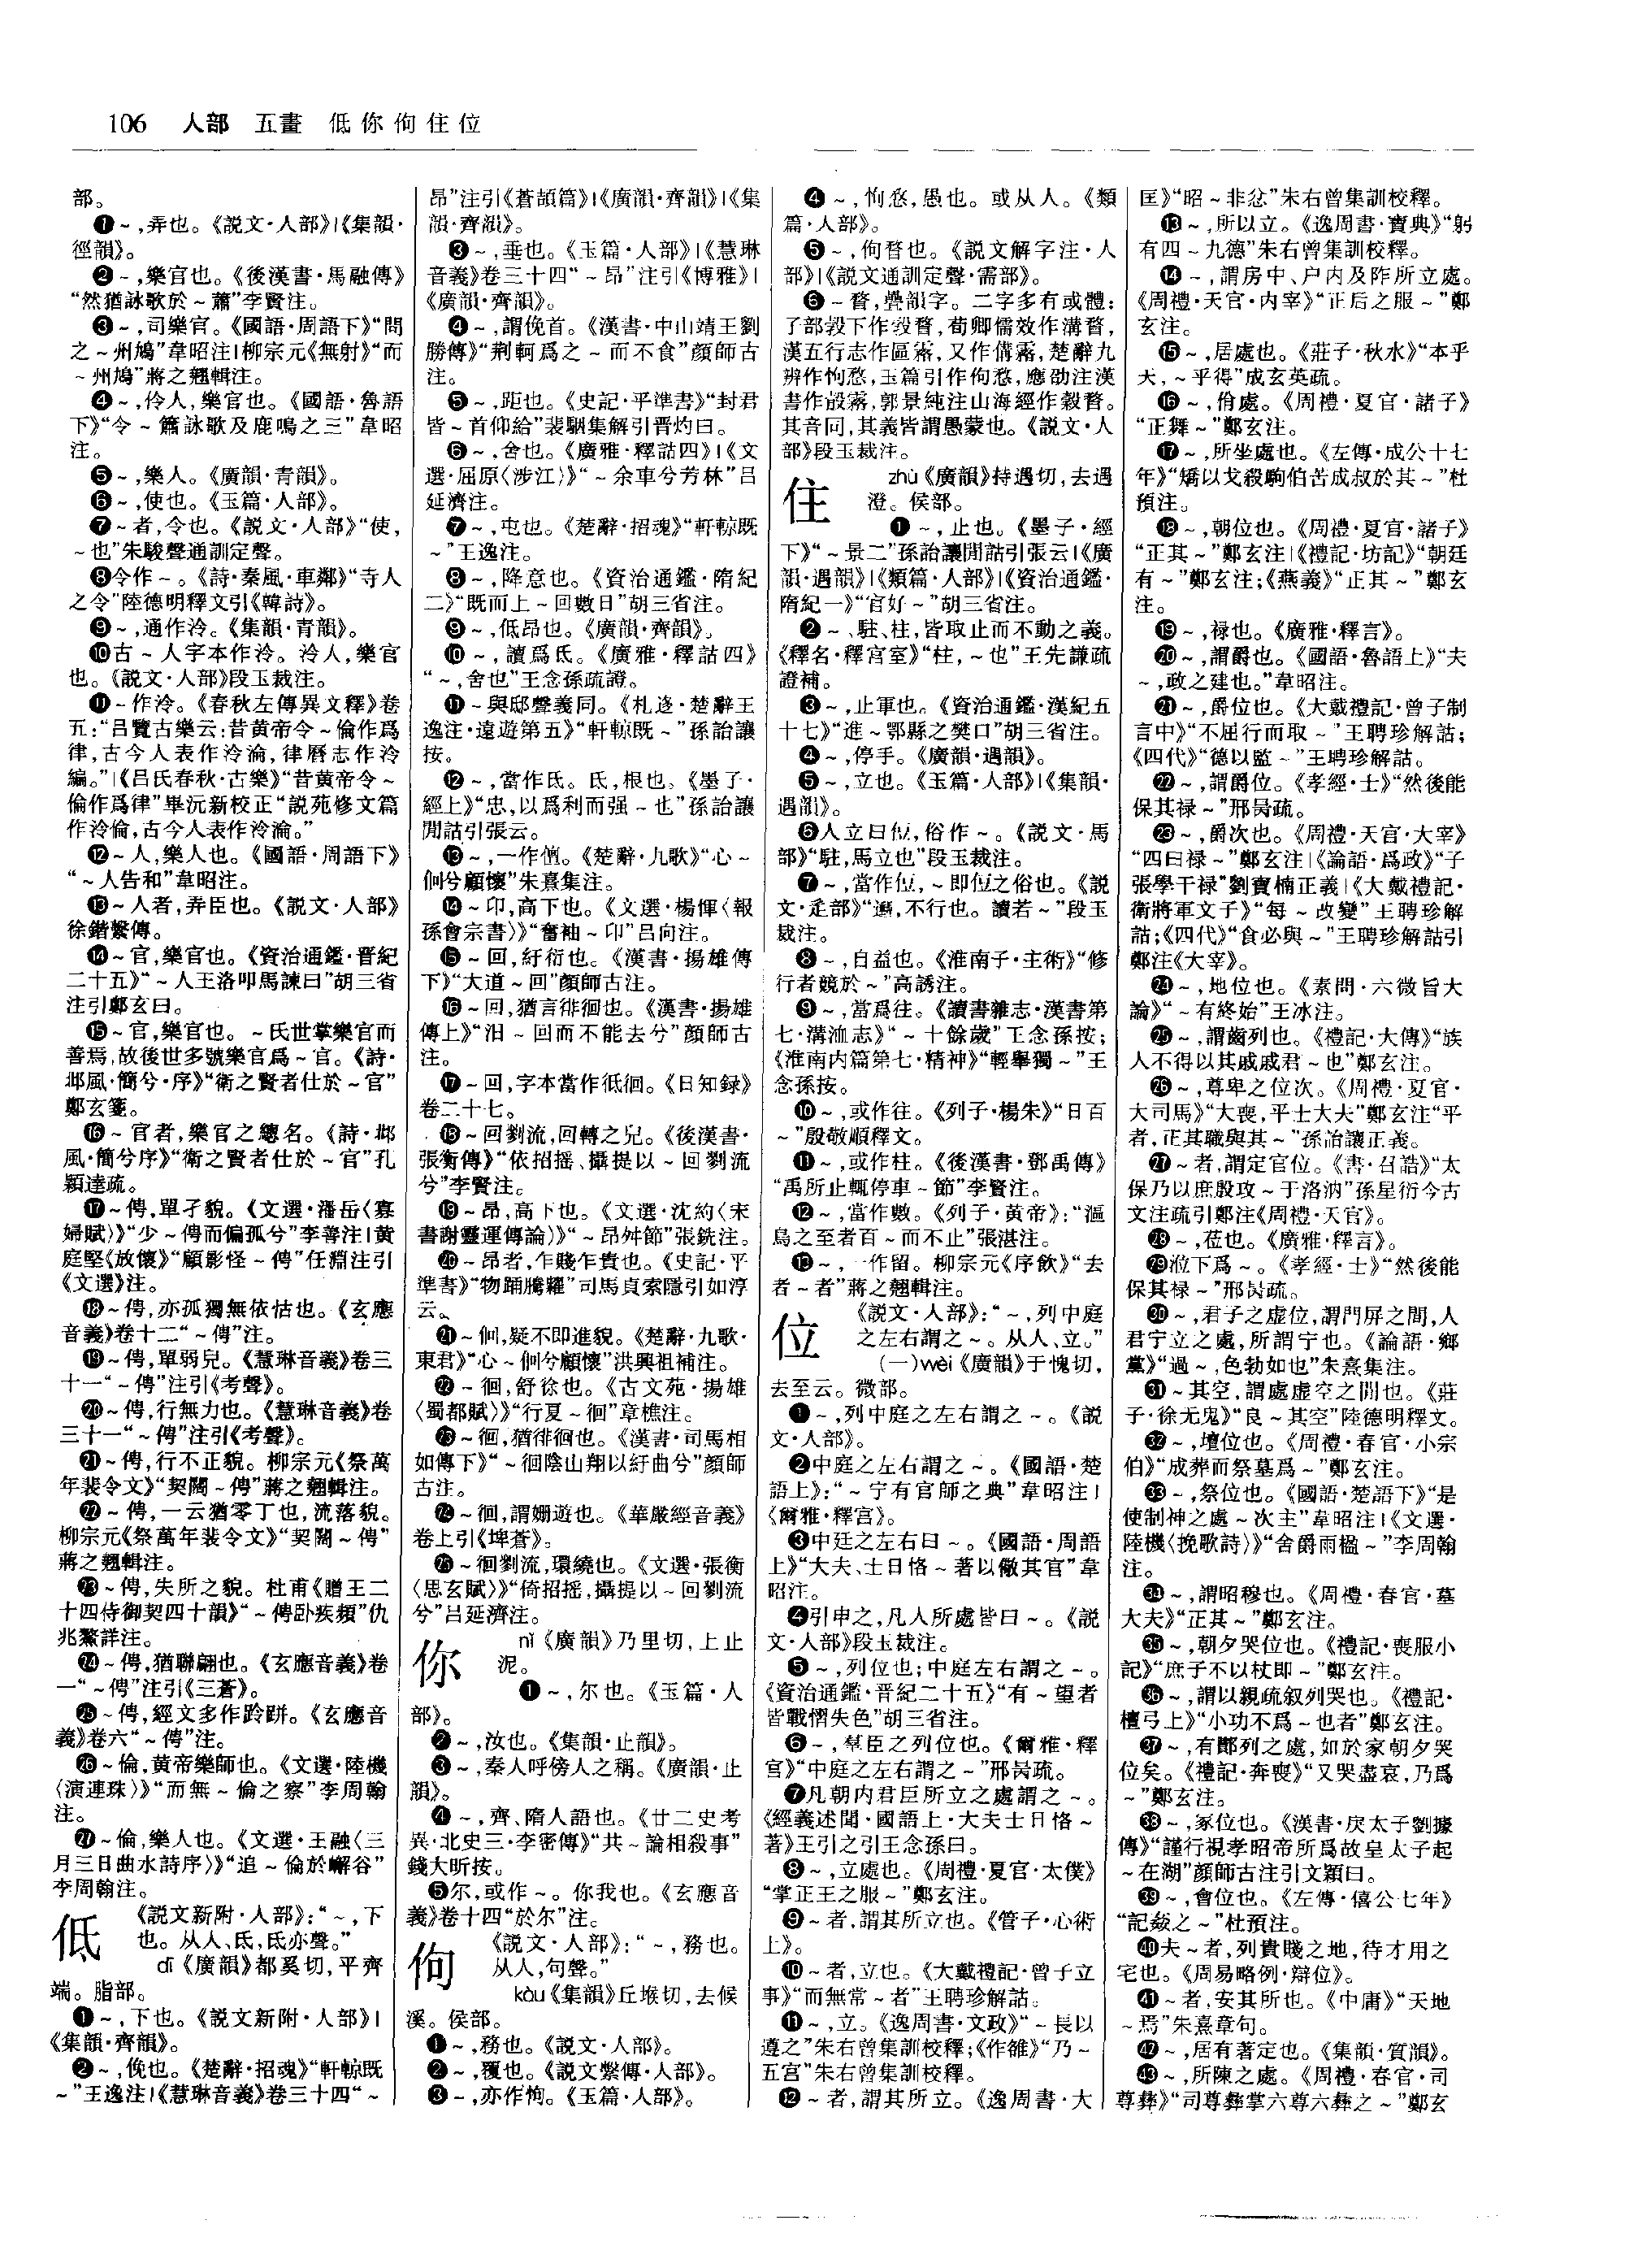 106 人部 五畫 低你佝住位
部。
❶～,弄也。《説文·人部》|《集韻·
徑韻》。
❷～,樂官也。《後漢書·馬融傳》
“然猶詠歌於～蕭”李賢注。
❸～,司樂官。《國語·周語下》“問
之～州鳩”韋昭注|柳宗元《無射》“而
～州鳩”蔣之翹輯注。
❹～,伶人,樂官也。《國語·魯語
下》“令～簫詠歌及鹿鳴之三”韋昭
注。
❺～,樂人。《廣韻·青韻》。
❻～,使也。《玉篇·人部》。
❼～者,令也。《説文·人部》“使,
～也”朱駿聲通訓定聲。
❽令作～。《詩·秦風·車鄰》“寺人
之令”陸德明釋文引《韓詩》。
❾～,通作泠。《集韻·青韻》。
❿古～人字本作泠。泠人,樂官
也。《説文·人部》段玉裁注。
⓫～作泠。《春秋左傳異文釋》卷
五:“吕覽古樂云:昔黄帝令～倫作爲
律,古今人表作泠淪,律曆志作泠
綸。”|《吕氏春秋·古樂》“昔黄帝令～
倫作爲律”畢沅新校正“説苑修文篇
作泠倫,古今人表作泠淪。”
⓬～人,樂人也。《國語·周語下》
“～人告和”韋昭注。
⓭～人者,弄臣也。《説文·人部》
徐鍇繫傳。
⓮～官,樂官也。《資治通鑑·晋紀
二十五》“～人王洛叩馬諫曰”胡三省
注引鄭玄曰。
⓯～官,樂官也。～氏世掌樂官而
善焉,故後世多號樂官爲～官。《詩·
邶風·簡兮·序》“衛之賢者仕於～官”
鄭玄箋。
⓰～官者,樂官之總名。《詩·邶
風·簡兮序》“衛之賢者仕於～官”孔
穎達疏。
⓱～俜,單孑貌。《文選·潘岳〈寡
婦賦〉》“少～俜而偏孤兮”李善注|黄
庭堅《放懷》“顧影怪～俜”任淵注引
《文選》注。
⓲～俜,亦孤獨無依怙也。《玄應
音義》卷十二“～俜”注。
⓳～俜,單弱皃。《慧琳音義》卷三
十一“～俜”注引《考聲》。
⓴～俜,行無力也。《慧琳音義》卷
三十一“～俜”注引《考聲》。
㉑～俜,行不正貌。柳宗元《祭萬
年裴令文》“契闊～俜”蔣之翹輯注。
㉒～俜,一云猶零丁也,流落貌。
柳宗元《祭萬年裴令文》“契闊～俜”
蔣之翹輯注。
㉓～俜,失所之貌。杜甫《贈王二
十四侍御契四十韻》“～俜卧疾頻”仇
兆鰲詳注。
㉔～俜,猶聯翩也。《玄應音義》卷
一“～俜”注引《三蒼》。
㉕～俜,經文多作跉跰。《玄應音
義》卷六“～俜”注。
㉖～倫,黄帝樂師也。《文選·陸機
〈演連珠〉》“而無～倫之察”李周翰
注。
㉗～倫,樂人也。《文選·王融〈三
月三日曲水詩序〉》“追～倫於嶰谷”
李周翰注。
低
《説文新附·人部》:“～,下
也。从人、氐,氐亦聲。”
dī《廣韻》都奚切,平齊
端。脂部。
❶～,下也。《説文新附·人部》|
《集韻·齊韻》。
❷～,俛也。《楚辭·招魂》“軒輬既
～”王逸注|《慧琳音義》卷三十四“～
昂”注引《蒼頡篇》|《廣韻·齊韻》|《集
韻·齊韻》。
❸～,垂也。《玉篇·人部》|《慧琳
音義》卷三十四“～昂”注引《博雅》|
《廣韻·齊韻》。
❹～,謂俛首。《漢書·中山靖王劉
勝傳》“荆軻爲之～而不食”顔師古
注。
❺～,距也。《史記·平準書》“封君
皆～首仰給”裴駰集解引晋灼曰。
❻～,舍也。《廣雅·釋詁四》|《文
選·屈原〈涉江〉》“～余車兮芳林”吕
延濟注。
❼～,屯也。《楚辭·招魂》“軒輬既
～”王逸注。
❽～,降意也。《資治通鑑·隋紀
二》“既而上～回數日”胡三省注。
❾～,低昂也。《廣韻·齊韻》。
❿～,讀爲氐。《廣雅·釋詁四》
“～,舍也”王念孫疏證。
⓫～與邸聲義同。《札迻·楚辭王
逸注·遠遊第五》“軒輬既～”孫詒讓
按。
⓬～,當作氐。氐,根也。《墨子·
經上》“忠,以爲利而强～也”孫詒讓
閒詁引張云。
⓭～,一作儃。《楚辭·九歌》“心～
佪兮顧懷”朱熹集注。
⓮～卬,高下也。《文選·楊惲〈報
孫會宗書〉》“奮袖～卬”吕向注。
⓯～回,紆衍也。《漢書·揚雄傳
下》“大道～回”顔師古注。
⓰～回,猶言徘徊也。《漢書·揚雄
傳上》“汨～回而不能去兮”顔師古
注。
⓱～回,字本當作低徊。《日知録》
卷二十七。
⓲～回劉流,回轉之皃。《後漢書·
張衡傳》“依招摇、攝提以～回劉流
兮”李賢注。
⓳～昂,高下也。《文選·沈約〈宋
書謝靈運傳論〉》“～昂舛節”張銑注。
⓴～昂者,乍賤乍貴也。《史記·平
準書》“物踊騰糶”司馬貞索隱引如淳
云。
㉑～佪,疑不即進貌。《楚辭·九歌·
東君》“心～佪兮顧懷”洪興祖補注。
㉒～徊,舒徐也。《古文苑·揚雄
〈蜀都賦〉》“行夏～徊”章樵注。
㉓～徊,猶徘徊也。《漢書·司馬相
如傳下》“～徊陰山翔以紆曲兮”顔師
古注。
㉔～徊,謂姍遊也。《華嚴經音義》
卷上引《埤蒼》。
㉕～徊劉流,環繞也。《文選·張衡
〈思玄賦〉》“倚招摇,攝提以～回劉流
兮”吕延濟注。
你
nǐ《廣韻》乃里切,上止
泥。
❶～,尔也。《玉篇·人
部》。
❷～,汝也。《集韻·止韻》。
❸～,秦人呼傍人之稱。《廣韻·止
韻》。
❹～,齊、隋人語也。《廿二史考
異·北史三·李密傳》“共～論相殺事”
錢大昕按。
❺尔,或作～。你我也。《玄應音
義》卷十四“於尔”注。
佝
《説文·人部》:“～,務也。
从人,句聲。”
kòu《集韻》丘堠切,去候
溪。侯部。
❶～,務也。《説文·人部》。
❷～,覆也。《説文繫傳·人部》。
❸～,亦作怐。《玉篇·人部》。
❹～,怐愗,愚也。或从人。《類
篇·人部》。
❺～,佝瞀也。《説文解字注·人
部》|《説文通訓定聲·需部》。
❻～瞀,疊韻字。二字多有或體:
子部㝅下作㝅瞀,荀卿儒效作溝瞀,
漢五行志作區霿,又作傋霿,楚辭九
辨作怐愗,玉篇引作佝愗,應劭注漢
書作㱿霿,郭景純注山海經作瞉瞀。
其音同,其義皆謂愚蒙也。《説文·人
部》段玉裁注。
住
zhù《廣韻》持遇切,去遇
澄。侯部。
❶～,止也。《墨子·經
下》“～景二”孫詒讓閒詁引張云|《廣
韻·遇韻》|《類篇·人部》|《資治通鑑·
隋紀一》“官好～”胡三省注。
❷～、駐、柱,皆取止而不動之義。
《釋名·釋宫室》“柱,～也”王先謙疏
證補。
❸～,止軍也。《資治通鑑·漢紀五
十七》“進～鄂縣之樊口”胡三省注。
❹～,停手。《廣韻·遇韻》。
❺～,立也。《玉篇·人部》|《集韻·
遇韻》。
❻人立曰侸,俗作～。《説文·馬
部》“駐,馬立也”段玉裁注。
❼～,當作侸,～即侸之俗也。《説
文·辵部》“𨔝,不行也。讀若～”段玉
裁注。
❽～,自益也。《淮南子·主術》“修
行者競於～”高誘注。
❾～,當爲往。《讀書雜志·漢書第
七·溝洫志》“～十餘歲”王念孫按;
《淮南内篇第七·精神》“輕舉獨～”王
念孫按。
❿～,或作往。《列子·楊朱》“日百
～”殷敬順釋文。
⓫～,或作柱。《後漢書·鄧禹傳》
“禹所止輒停車～節”李賢注。
⓬～,當作數。《列子·黄帝》:“漚
鳥之至者百～而不止”張湛注。
⓭～,一作留。柳宗元《序飲》“去
者～者”蔣之翹輯注。
位
《説文·人部》:“～,列中庭
之左右謂之～。从人、立。”
(一)wèi《廣韻》于愧切,
去至云。微部。
❶～,列中庭之左右謂之～。《説
文·人部》。
❷中庭之左右謂之～。《國語·楚
語上》:“～宁有官師之典”韋昭注|
《爾雅·釋宫》。
❸中廷之左右曰～。《國語·周語
上》“大夫、士日恪～著以儆其官”韋
昭注。
❹引申之,凡人所處皆曰～。《説
文·人部》段玉裁注。
❺～,列位也;中庭左右謂之～。
《資治通鑑·晋紀二十五》“有～望者
皆戰慴失色”胡三省注。
❻～,羣臣之列位也。《爾雅·釋
宫》“中庭之左右謂之～”邢昺疏。
❼凡朝内君臣所立之處謂之～。
《經義述聞·國語上·大夫士日恪～
著》王引之引王念孫曰。
❽～,立處也。《周禮·夏官·太僕》
“掌正王之服～”鄭玄注。
❾～者,謂其所立也。《管子·心術
上》。
❿～者,立也。《大戴禮記·曾子立
事》“而無常～者”王聘珍解詁。
⓫～,立。《逸周書·文政》“～長以
遵之”朱右曾集訓校釋;《作雒》“乃～
五宫”朱右曾集訓校釋。
⓬～者,謂其所立。《逸周書·大
匡》“昭～非忿”朱右曾集訓校釋。
⓭～,所以立。《逸周書·寶典》“躬
有四～九德”朱右曾集訓校釋。
⓮～,謂房中、户内及阼所立處。
《周禮·天官·内宰》“正后之服～”鄭
玄注。
⓯～,居處也。《莊子·秋水》“本乎
天,～乎得”成玄英疏。
⓰～,佾處。《周禮·夏官·諸子》
“正舞～”鄭玄注。
⓱～,所坐處也。《左傳·成公十七
年》“矯以戈殺駒伯苦成叔於其～”杜
預注。
⓲～,朝位也。《周禮·夏官·諸子》
“正其～”鄭玄注|《禮記·坊記》“朝廷
有～”鄭玄注;《燕義》“正其～”鄭玄
注。
⓳～,禄也。《廣雅·釋言》。
⓴～,謂爵也。《國語·魯語上》“夫
～,政之建也。”韋昭注。
㉑～,爵位也。《大戴禮記·曾子制
言中》“不屈行而取～”王聘珍解詁;
《四代》“德以監～”王聘珍解詁。
㉒～,謂爵位。《孝經·士》“然後能
保其禄～”邢昺疏。
㉓～,爵次也。《周禮·天官·大宰》
“四曰禄～”鄭玄注|《論語·爲政》“子
張學干禄”劉寶楠正義|《大戴禮記·
衛將軍文子》“每～改變”王聘珍解
詁;《四代》“食必與～”王聘珍解詁引
鄭注《大宰》。
㉔～,地位也。《素問·六微旨大
論》“～有終始”王冰注。
㉕～,謂齒列也。《禮記·大傳》“族
人不得以其戚戚君～也”鄭玄注。
㉖～,尊卑之位次。《周禮·夏官·
大司馬》“大喪,平士大夫”鄭玄注“平
者,正其職與其～”孫詒讓正義。
㉗～者,謂定官位。《書·召誥》“太
保乃以庶殷攻～于洛汭”孫星衍今古
文注疏引鄭注《周禮·天官》。
㉘～,莅也。《廣雅·釋言》。
㉙涖下爲～。《孝經·士》“然後能
保其禄～”邢昺疏。
㉚～,君子之虚位,謂門屏之間,人
君宁立之處,所謂宁也。《論語·鄉
黨》“過～,色勃如也”朱熹集注。
㉛～其空,謂處虚空之間也。《莊
子·徐无鬼》“良～其空”陸德明釋文。
㉜～,壇位也。《周禮·春官·小宗
伯》“成葬而祭墓爲～”鄭玄注。
㉝～,祭位也。《國語·楚語下》“是
使制神之處～次主”韋昭注|《文選·
陸機〈挽歌詩〉》“舍爵兩楹～”李周翰
注。
㉞～,謂昭穆也。《周禮·春官·墓
大夫》“正其～”鄭玄注。
㉟～,朝夕哭位也。《禮記·喪服小
記》“庶子不以杖即～”鄭玄注。
㊱～,謂以親疏叙列哭也。《禮記·
檀弓上》“小功不爲～也者”鄭玄注。
㊲～,有鄭列之處,如於家朝夕哭
位矣。《禮記·奔喪》“又哭盡哀,乃爲
～”鄭玄注。
㊳～,冢位也。《漢書·戾太子劉據
傳》“謹行視孝昭帝所爲故皇太子起
～在湖”顔師古注引文穎曰。
㊴～,會位也。《左傳·僖公七年》
“記姦之～”杜預注。
㊵夫～者,列貴賤之地,待才用之
宅也。《周易略例·辯位》。
㊶～者,安其所也。《中庸》“天地
～焉”朱熹章句。
㊷～,居有著定也。《集韻·質韻》。
㊸～,所陳之處。《周禮·春官·司
尊彝》“司尊彝掌六尊六彝之～”鄭玄